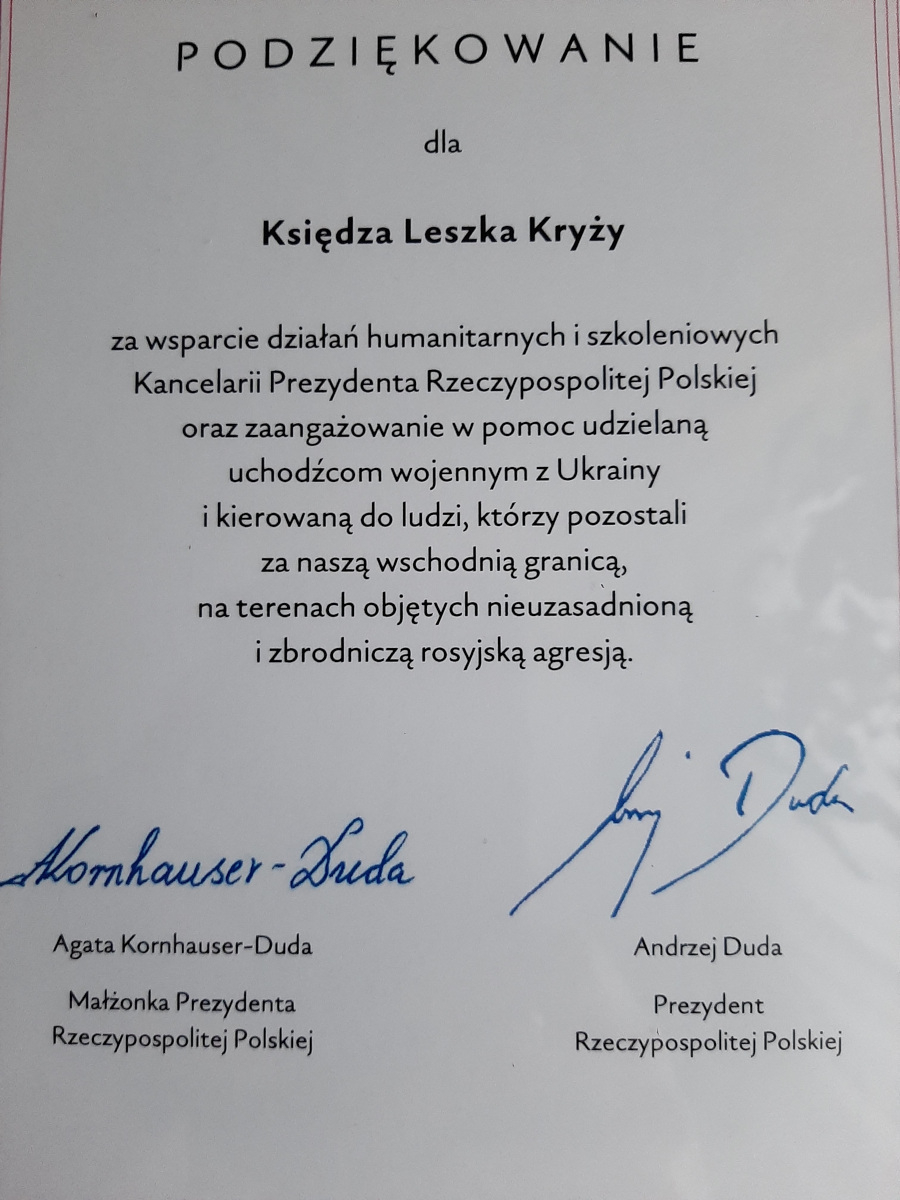 PODZIĘKOWANIE
dla
Księdza Leszka Kryży
za wsparcie działań humanitarnych i szkoleniowych
Kancelarii Prezydenta Rzeczypospolitej Polskiej
oraz zaangażowanie w pomoc udzielaną
uchodźcom wojennym z Ukrainy
i kierowaną do ludzi, którzy pozostali
za naszą wschodnią granicą,
na terenach objętych nieuzasadnioną
i zbrodniczą rosyjską agresją.
AKornhauser-Duda
Duda
Agata Kornhauser-Duda
Małżonka Prezydenta
Rzeczypospolitej Polskiej
Andrzej Duda
Prezydent
Rzeczypospolitej Polskiej